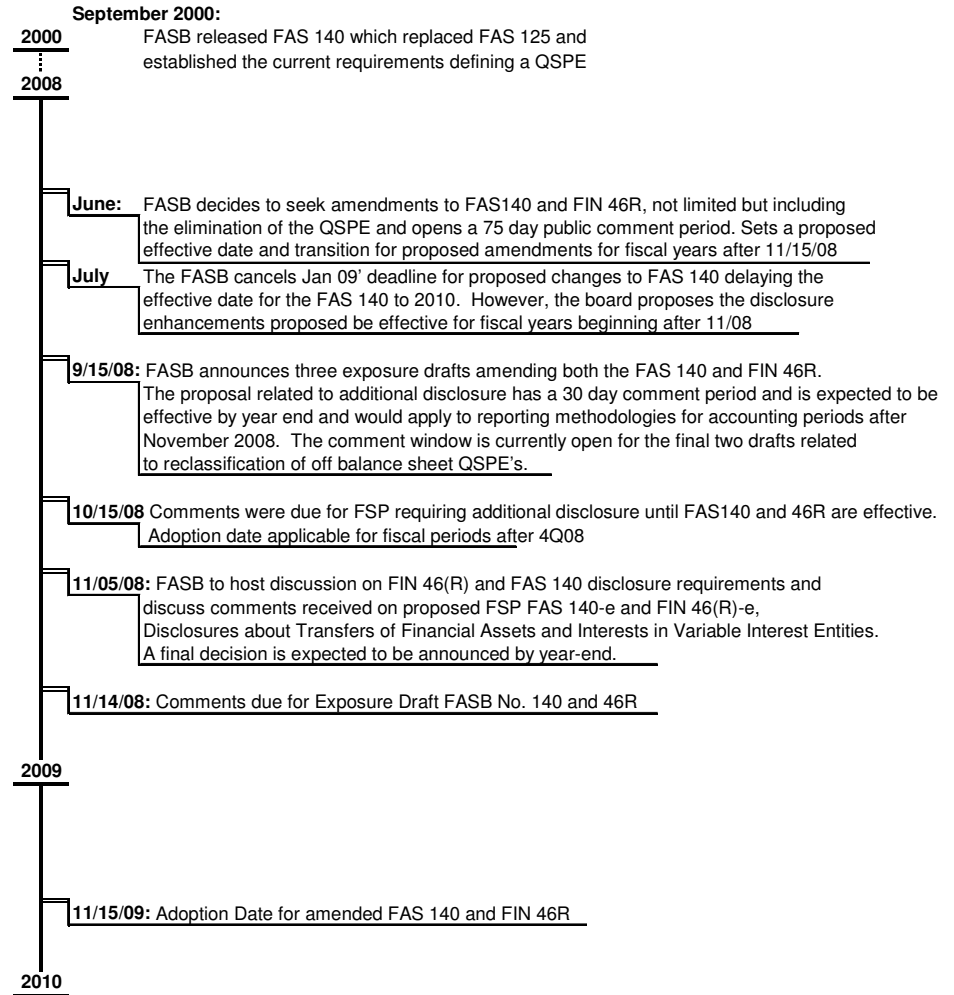 September 2000:
2000 FASB released FAS 140 which replaced FAS 125 and
established the current requirements defining a QSPE
2008
June: FASB decides to seek amendments to FAS140 and FIN 46R, not limited but including
the elimination of the QSPE and opens a 75 day public comment period. Sets a proposed
effective date and transition for proposed amendments for fiscal years after 11/15/08
July The FASB cancels Jan 09' deadline for proposed changes to FAS 140 delaying the
effective date for the FAS 140 to 2010. However, the board proposes the disclosure
enhancements proposed be effective for fiscal years beginning after 11/08
9/15/08: FASB announces three exposure drafts amending both the FAS 140 and FIN 46R.
The proposal related to additional disclosure has a 30 day comment period and is expected to be
effective by year end and would apply to reporting methodologies for accounting periods after
November 2008. The comment window is currently open for the final two drafts related
to reclassification of off balance sheet QSPE's.
10/15/08 Comments were due for FSP requiring additional disclosure until FAS140 and 46R are effective.
Adoption date applicable for fiscal periods after 4Q08
11/05/08: FASB to host discussion on FIN 46(R) and FAS 140 disclosure requirements and
discuss comments received on proposed FSP FAS 140-e and FIN 46(R)-e,
Disclosures about Transfers of Financial Assets and Interests in Variable Interest Entities.
A final decision is expected to be announced by year-end.
11/14/08: Comments due for Exposure Draft FASB No. 140 and 46R
2009
11/15/09: Adoption Date for amended FAS 140 and FIN 46R
2010